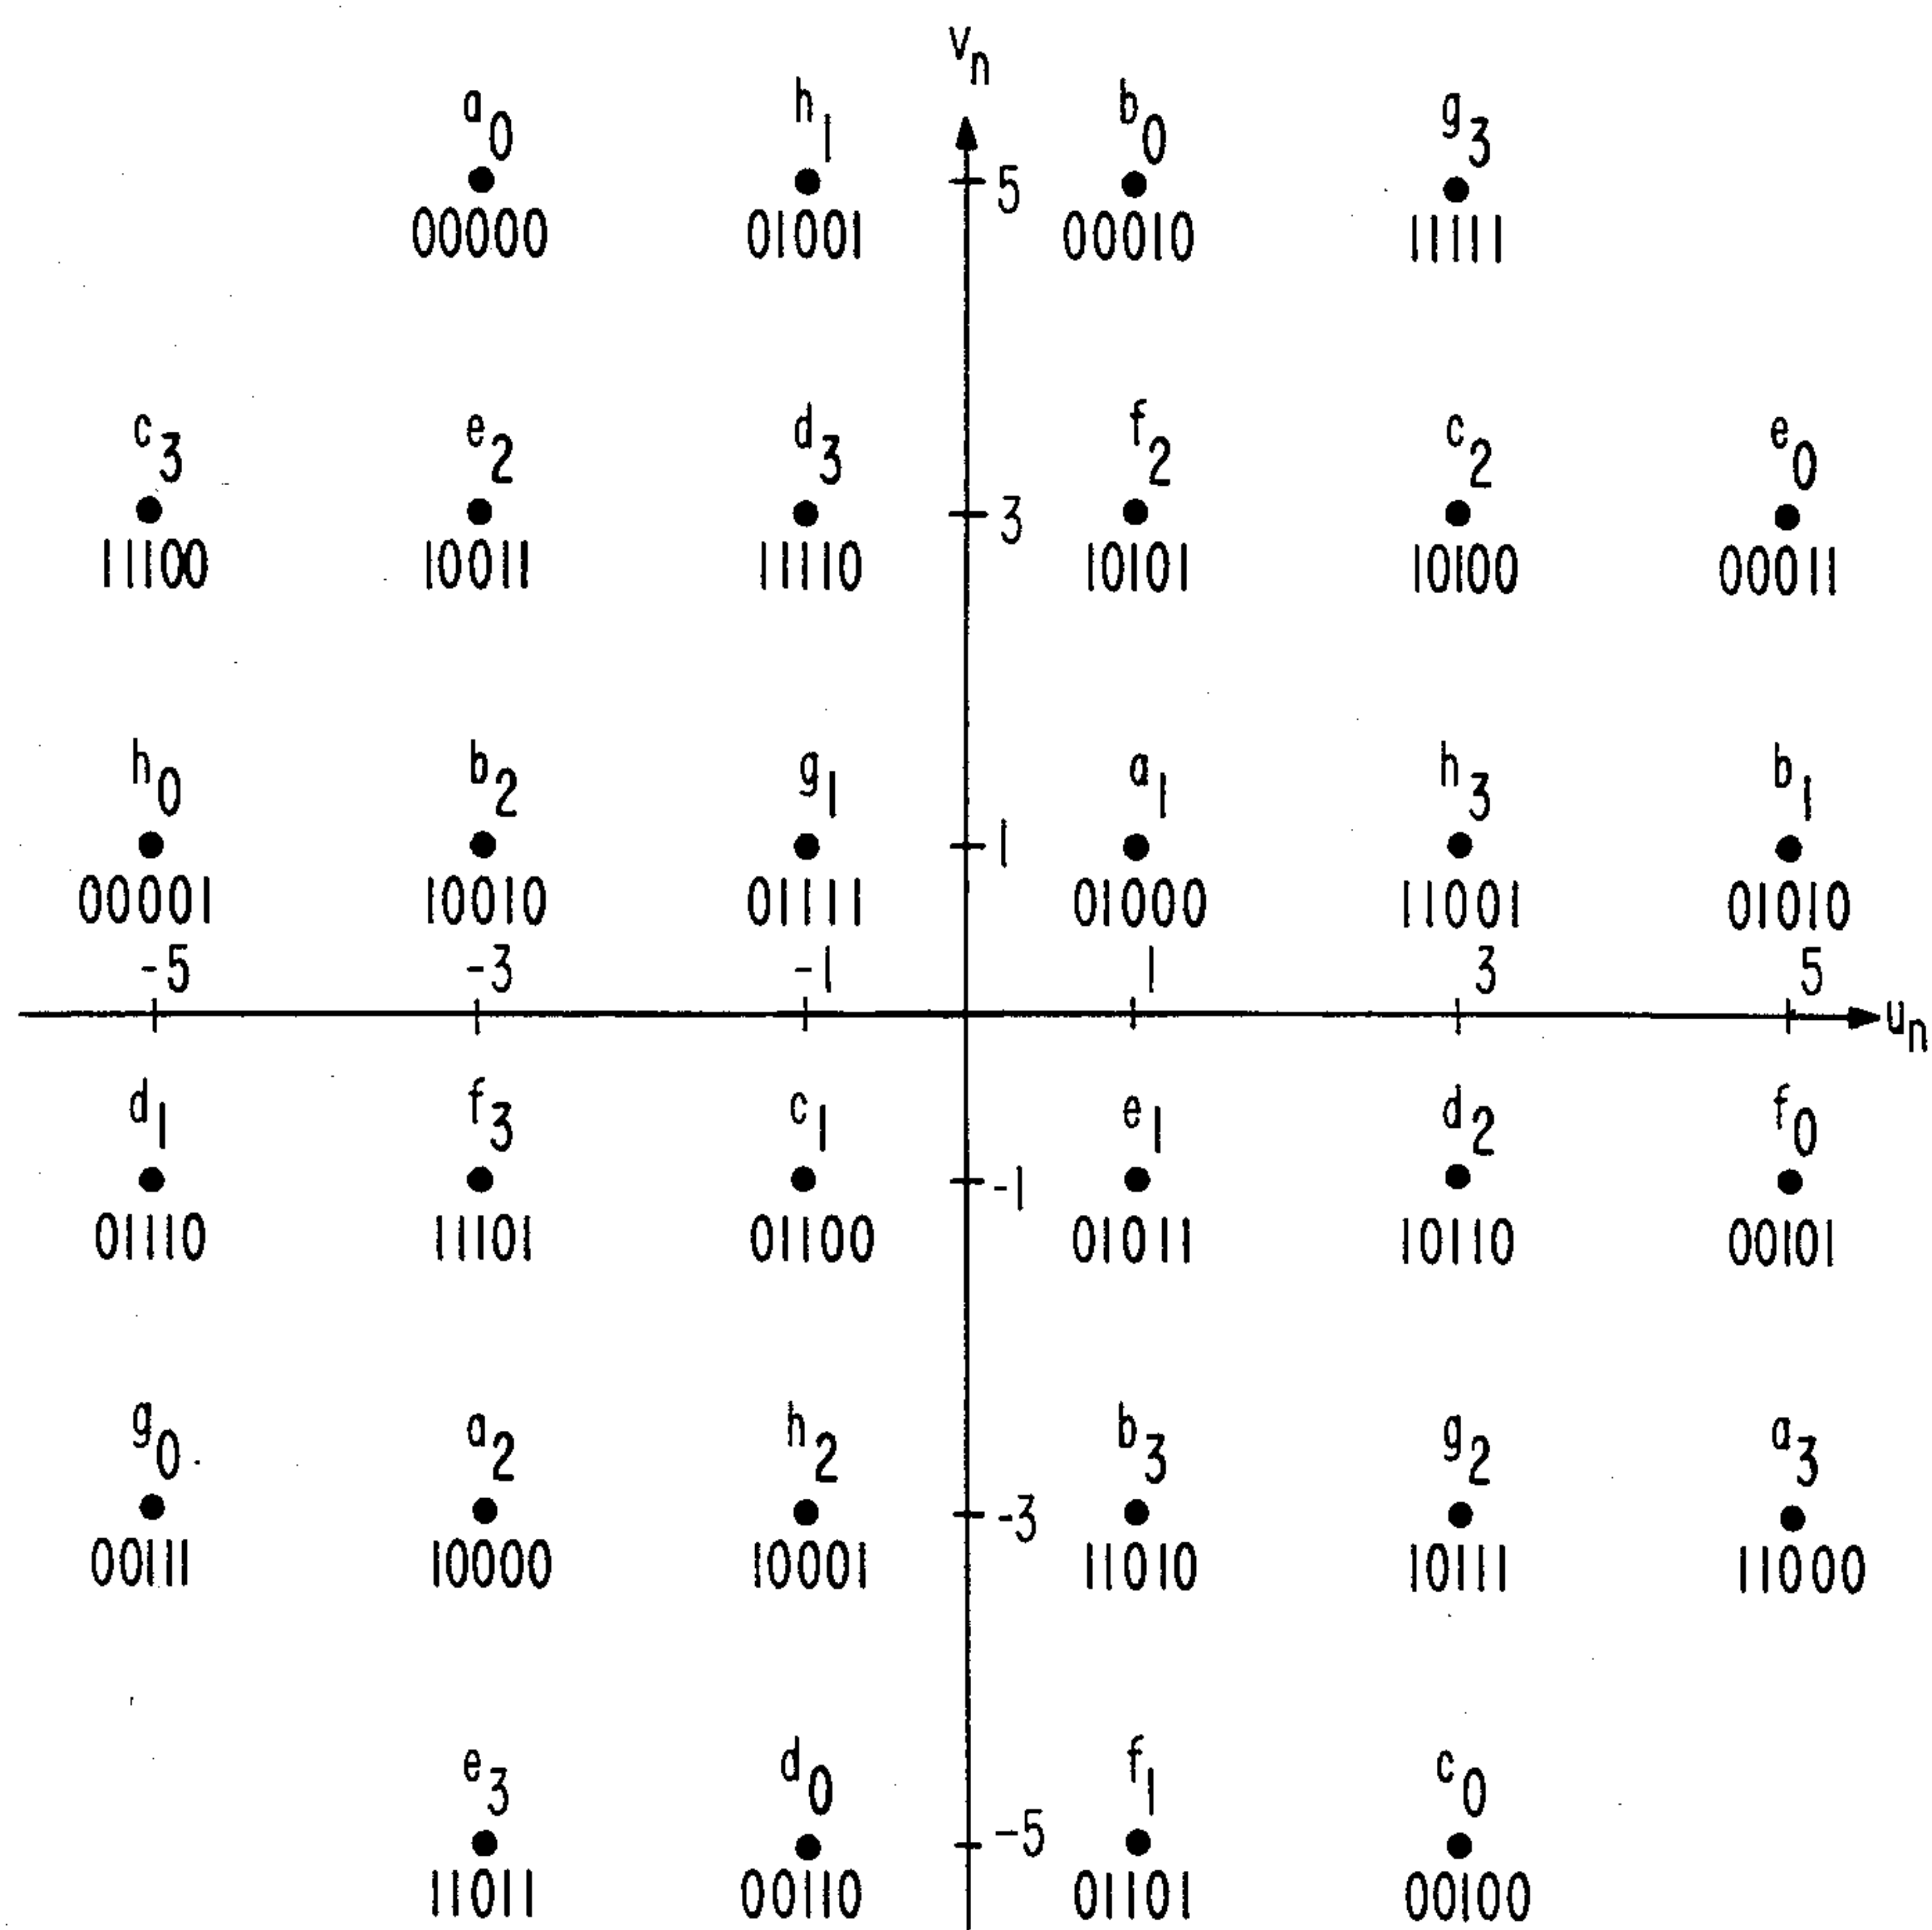 vn
a0 h1 b0 g3
5
00000 01001 00010 11111
c3 e2 d3 f2 c2 e0
3
11100 10011 11110 10101 10100 00011
h0 b2 g1 a1 h3 b1
1
00001 10010 01111 01000 11001 01010
-5 -3 -1 1 3 5
un
d1 f3 c1 e1 d2 f0
-1
01110 11101 01100 01011 10110 00101
g0 a2 h2 b3 g2 a3
-3
00111 10000 10001 11010 10111 11000
e3 d0 f1 c0
-5
11011 00110 01101 00100